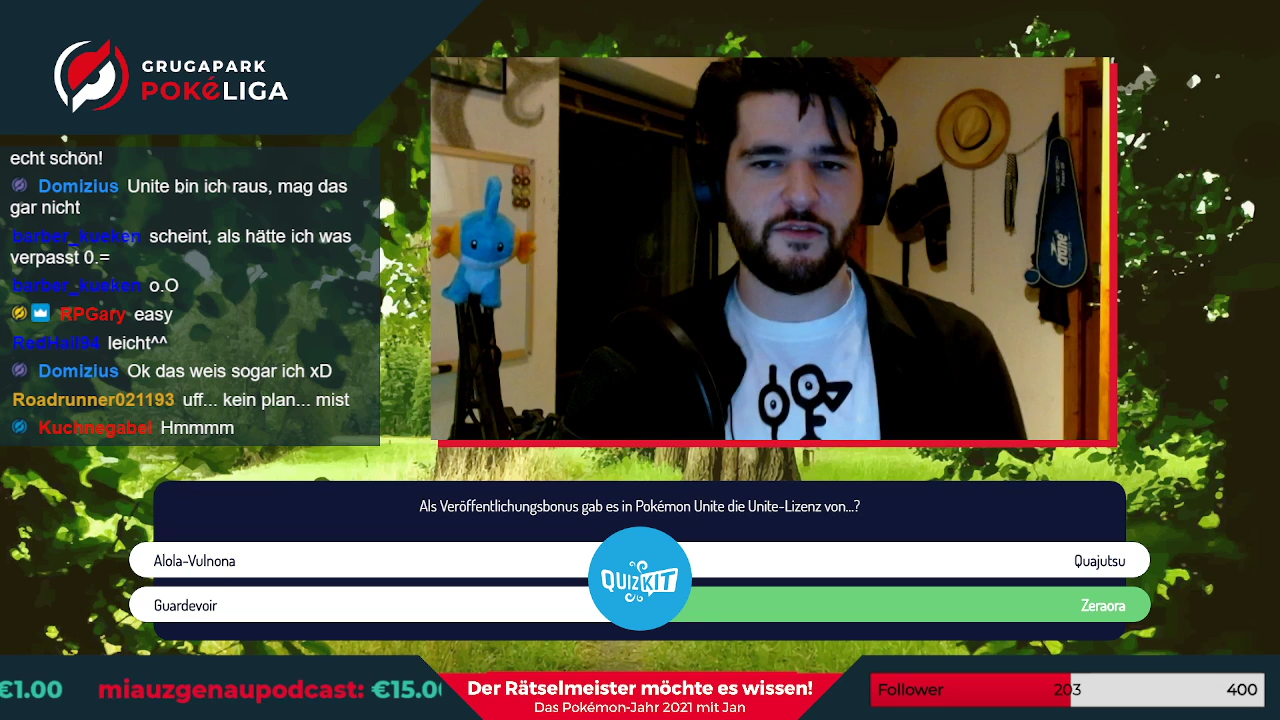 GRUGAPARK
POKéLIGA
echt schön!
Domizius Unite bin ich raus, mag das
gar nicht
barber_kueken scheint, als hätte ich was
verpasst 0.=
barber_kueken o.O
RPGary easy
RedHail94 leicht^^
Domizius Ok das weis sogar ich xD
Roadrunner021193 uff... kein plan... mist
Kuchnegabel Hmmmm
CRANE
Als Veröffentlichungsbonus gab es in Pokémon Unite die Unite-Lizenz von...?
Alola-Vulnona
Quajutsu
QUIZKIT
Guardevoir
Zeraora
€1.00 miauzgenaupodcast: €15.00
Der Rätselmeister möchte es wissen!
Das Pokémon-Jahr 2021 mit Jan
Follower 203 400